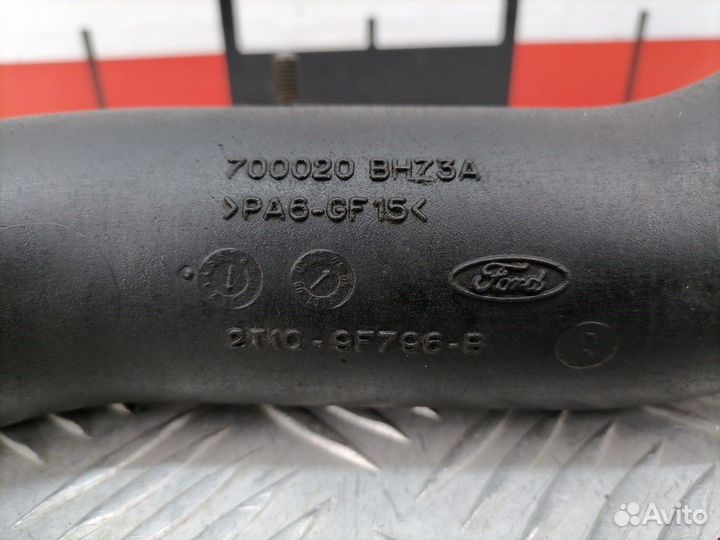 700020 BHZ3A
>PA6-GF15<
Ford
2T10-9F796-B
Avito